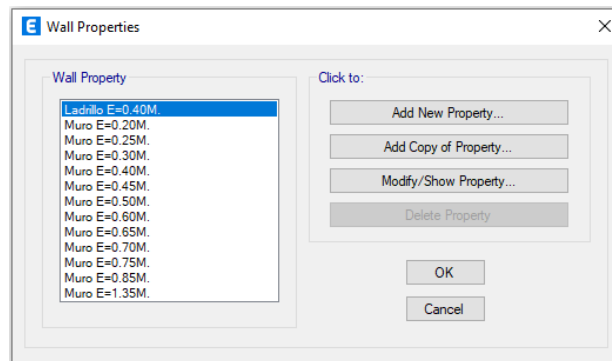 E Wall Properties
Wall Property
Ladrillo E=0.40M.
Muro E=0.20M.
Muro E=0.25M.
Muro E=0.30M.
Muro E=0.40M.
Muro E=0.45M.
Muro E=0.50M.
Muro E=0.60M.
Muro E=0.65M.
Muro E=0.70M.
Muro E=0.75M.
Muro E=0.85M.
Muro E=1.35M.
Click to:
Add New Property...
Add Copy of Property...
Modify/Show Property...
Delete Property
OK
Cancel